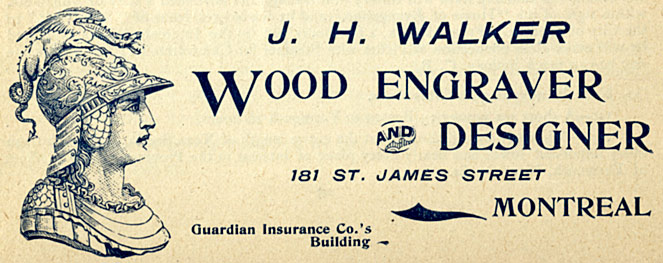 J. H. WALKER
WOOD ENGRAVER
AND DESIGNER
181 ST. JAMES STREET
MONTREAL
Guardian Insurance Co.'s
Building